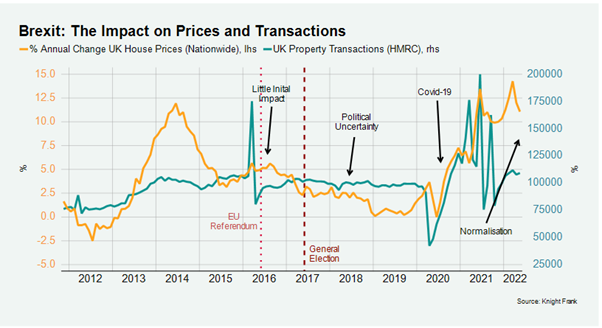 Brexit: The Impact on Prices and Transactions
% Annual Change UK House Prices (Nationwide), lhs UK Property Transactions (HMRC), rhs
15.0
12.5
10.0
7.5
5.0
2.5
0.0
-2.5
-5.0
%
200000
175000
150000
125000
100000
75000
50000
25000
%
Little Inital
Impact
Political
Uncertainty
Covid-19
Normalisation
EU
Referendum
General
Election
2012 2013 2014 2015 2016 2017 2018 2019 2020 2021 2022
Source: Knight Frank